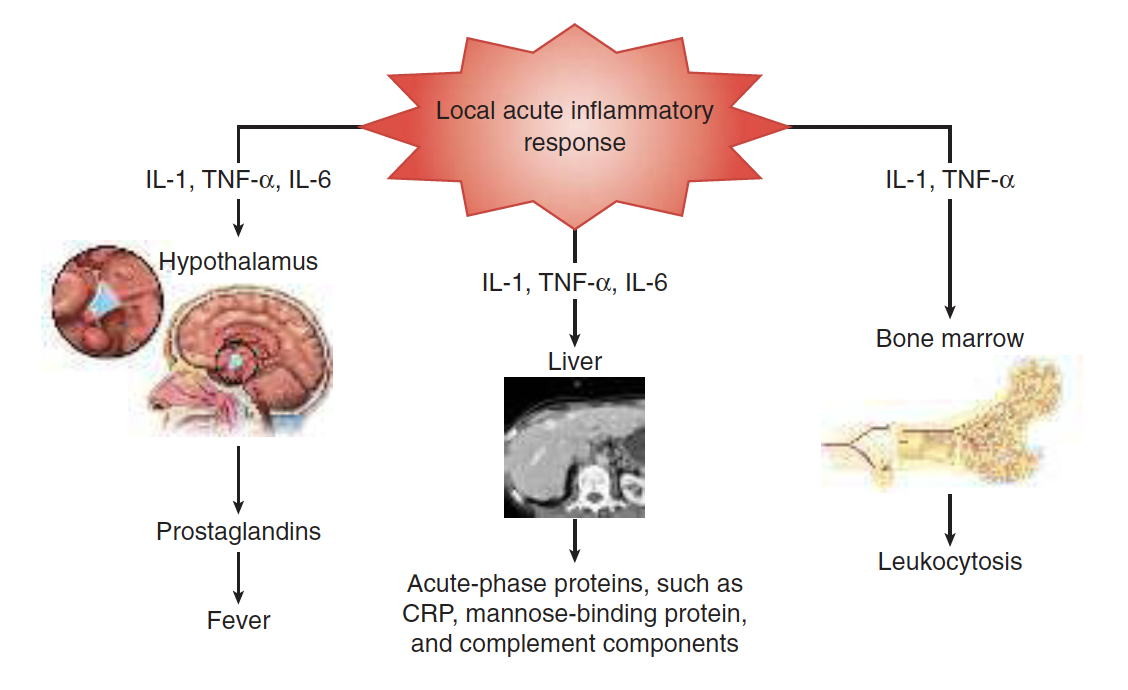 Local acute inflammatory
response
IL-1, TNF-α, IL-6
Hypothalamus
Prostaglandins
Fever
IL-1, TNF-α, IL-6
Liver
Acute-phase proteins, such as
CRP, mannose-binding protein,
and complement components
IL-1, TNF-α
Bone marrow
Leukocytosis